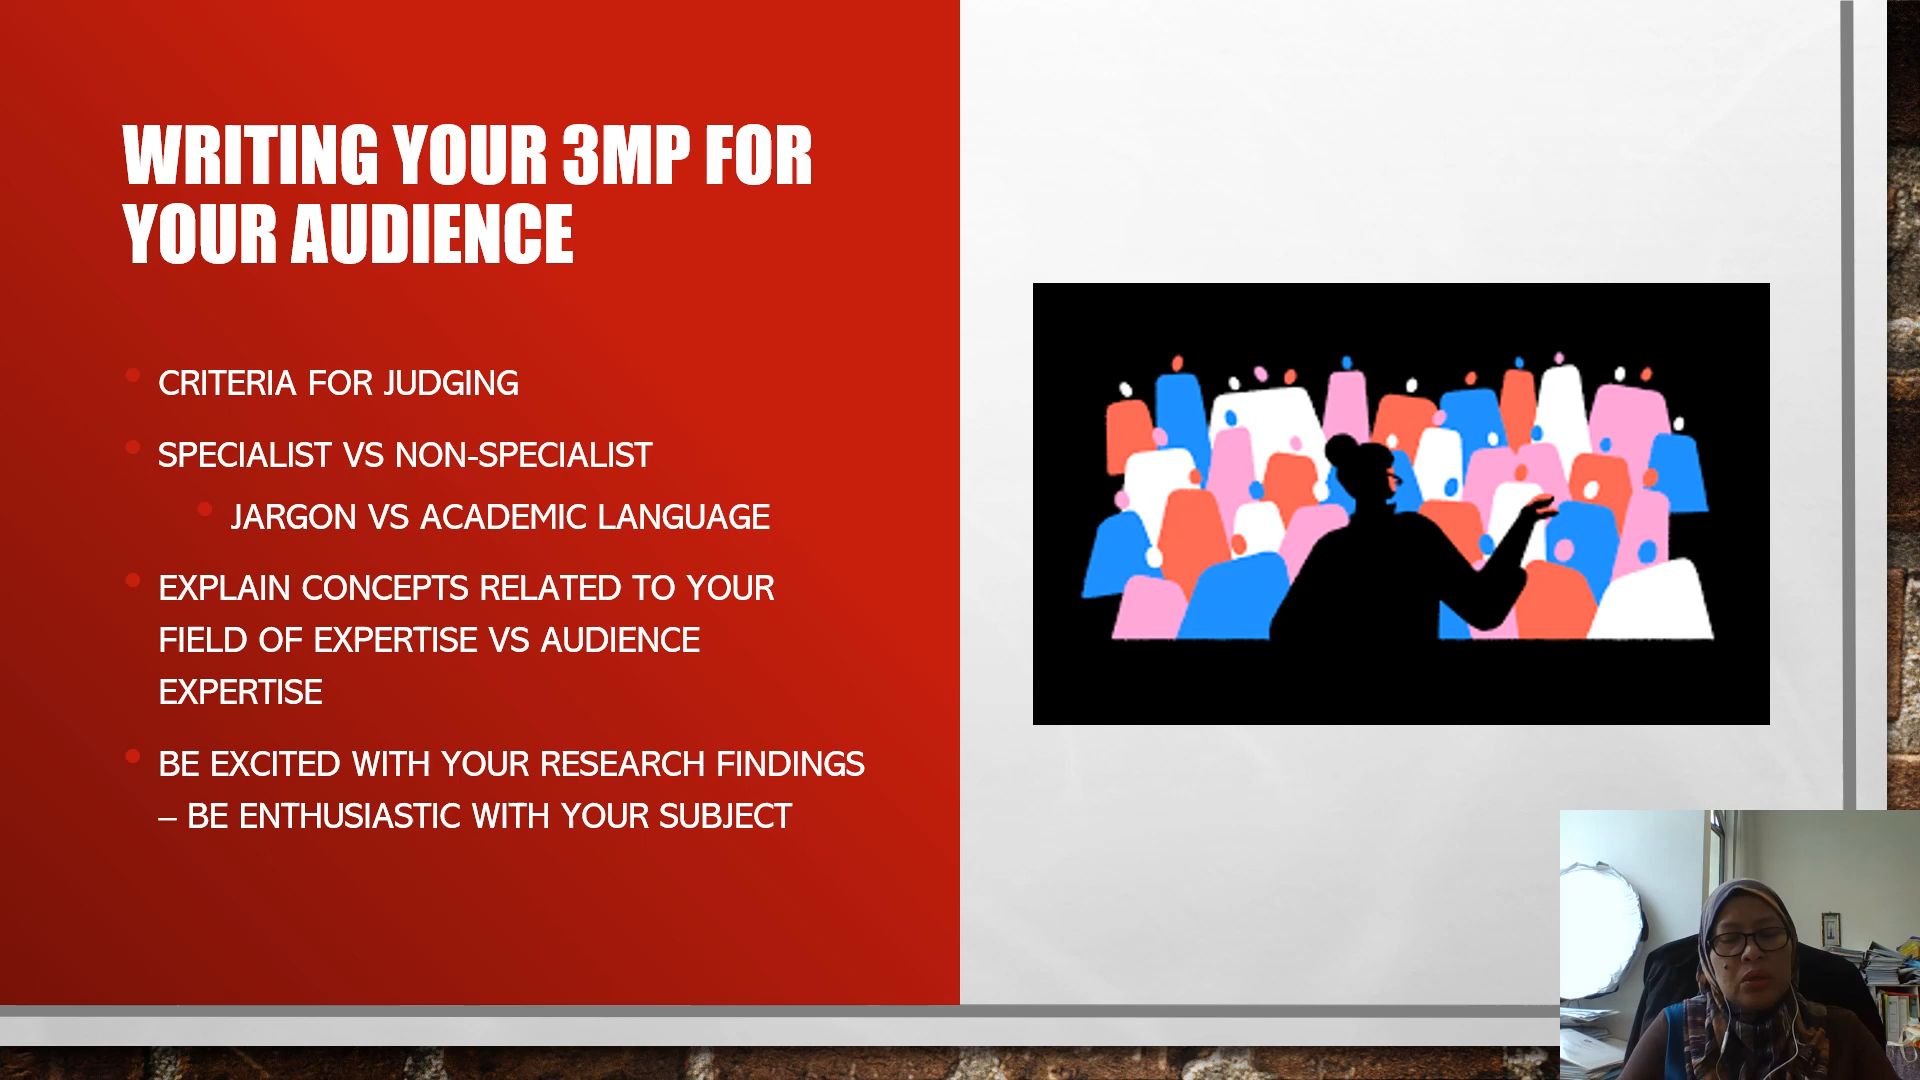 WRITING YOUR 3MP FOR
YOUR AUDIENCE
• CRITERIA FOR JUDGING
• SPECIALIST VS NON-SPECIALIST
• JARGON VS ACADEMIC LANGUAGE
• EXPLAIN CONCEPTS RELATED TO YOUR
FIELD OF EXPERTISE VS AUDIENCE
EXPERTISE
• BE EXCITED WITH YOUR RESEARCH FINDINGS
– BE ENTHUSIASTIC WITH YOUR SUBJECT